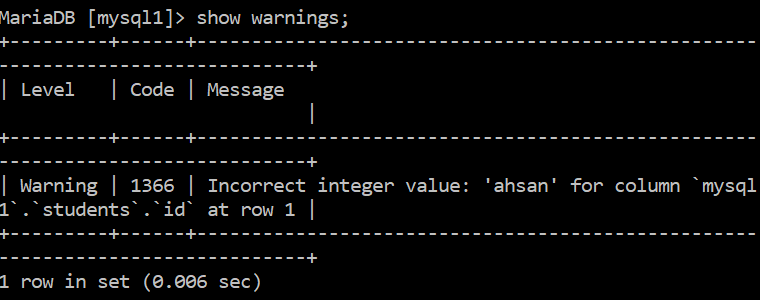 MariaDB [mysql1]> show warnings;
+---------+------+---------------------------------------------------
----------------------------+
| Level   | Code | Message
                            |
+---------+------+---------------------------------------------------
----------------------------+
| Warning | 1366 | Incorrect integer value: 'ahsan' for column `mysql
1`.`students`.`id` at row 1 |
+---------+------+---------------------------------------------------
----------------------------+
1 row in set (0.006 sec)